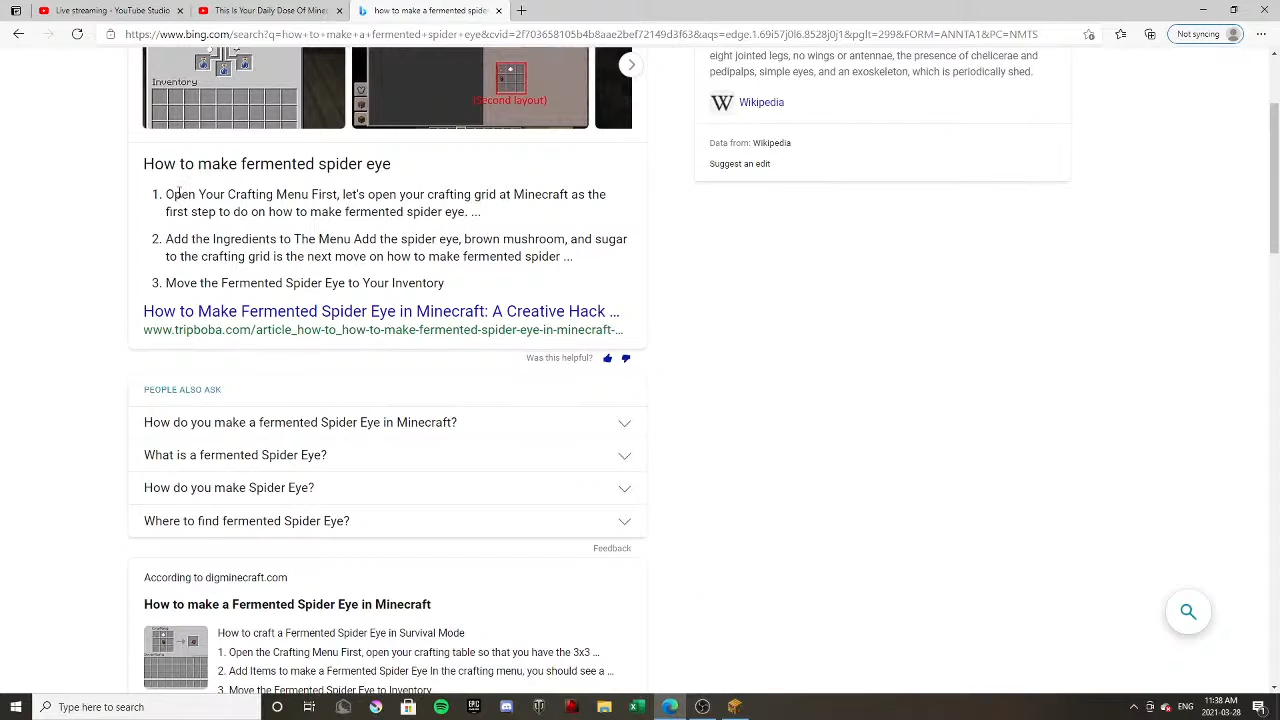 Live streaming - YouTube Studio
This Is Your Daily Dose Of Minec
how to make a fermented spider
https://www.bing.com/search?q=how+to+make+a+fermented+spider+eye&cvid=2f703658105b4b8aae2bef72149d3f63&aqs=edge.1.69i57j0l6.8528j0j1&pglt=299&FORM=ANNTA1&PC=NMTS
Not syncing
Inventory
(Second layout)
eight jointed legs, no wings or antennae, the presence of chelicerae and
pedipalps, simple eyes, and an exoskeleton, which is periodically shed.
W Wikipedia
Data from: Wikipedia
Suggest an edit
How to make fermented spider eye
1. Open Your Crafting Menu First, let's open your crafting grid at Minecraft as the
first step to do on how to make fermented spider eye. ...
2. Add the Ingredients to The Menu Add the spider eye, brown mushroom, and sugar
to the crafting grid is the next move on how to make fermented spider ...
3. Move the Fermented Spider Eye to Your Inventory
How to Make Fermented Spider Eye in Minecraft: A Creative Hack ...
www.tripboba.com/article_how-to_how-to-make-fermented-spider-eye-in-minecraft-...
Was this helpful?
PEOPLE ALSO ASK
How do you make a fermented Spider Eye in Minecraft?
What is a fermented Spider Eye?
How do you make Spider Eye?
Where to find fermented Spider Eye?
Feedback
According to digminecraft.com
How to make a Fermented Spider Eye in Minecraft
How to craft a Fermented Spider Eye in Survival Mode
1. Open the Crafting Menu First, open your crafting table so that you have the 3x3 ...
2. Add Items to make a Fermented Spider Eye In the crafting menu, you should see a ...
3. Move the Fermented Spider Eye to Inventory
Type here to search
EPIC
ENG
11:38 AM
2021-03-28